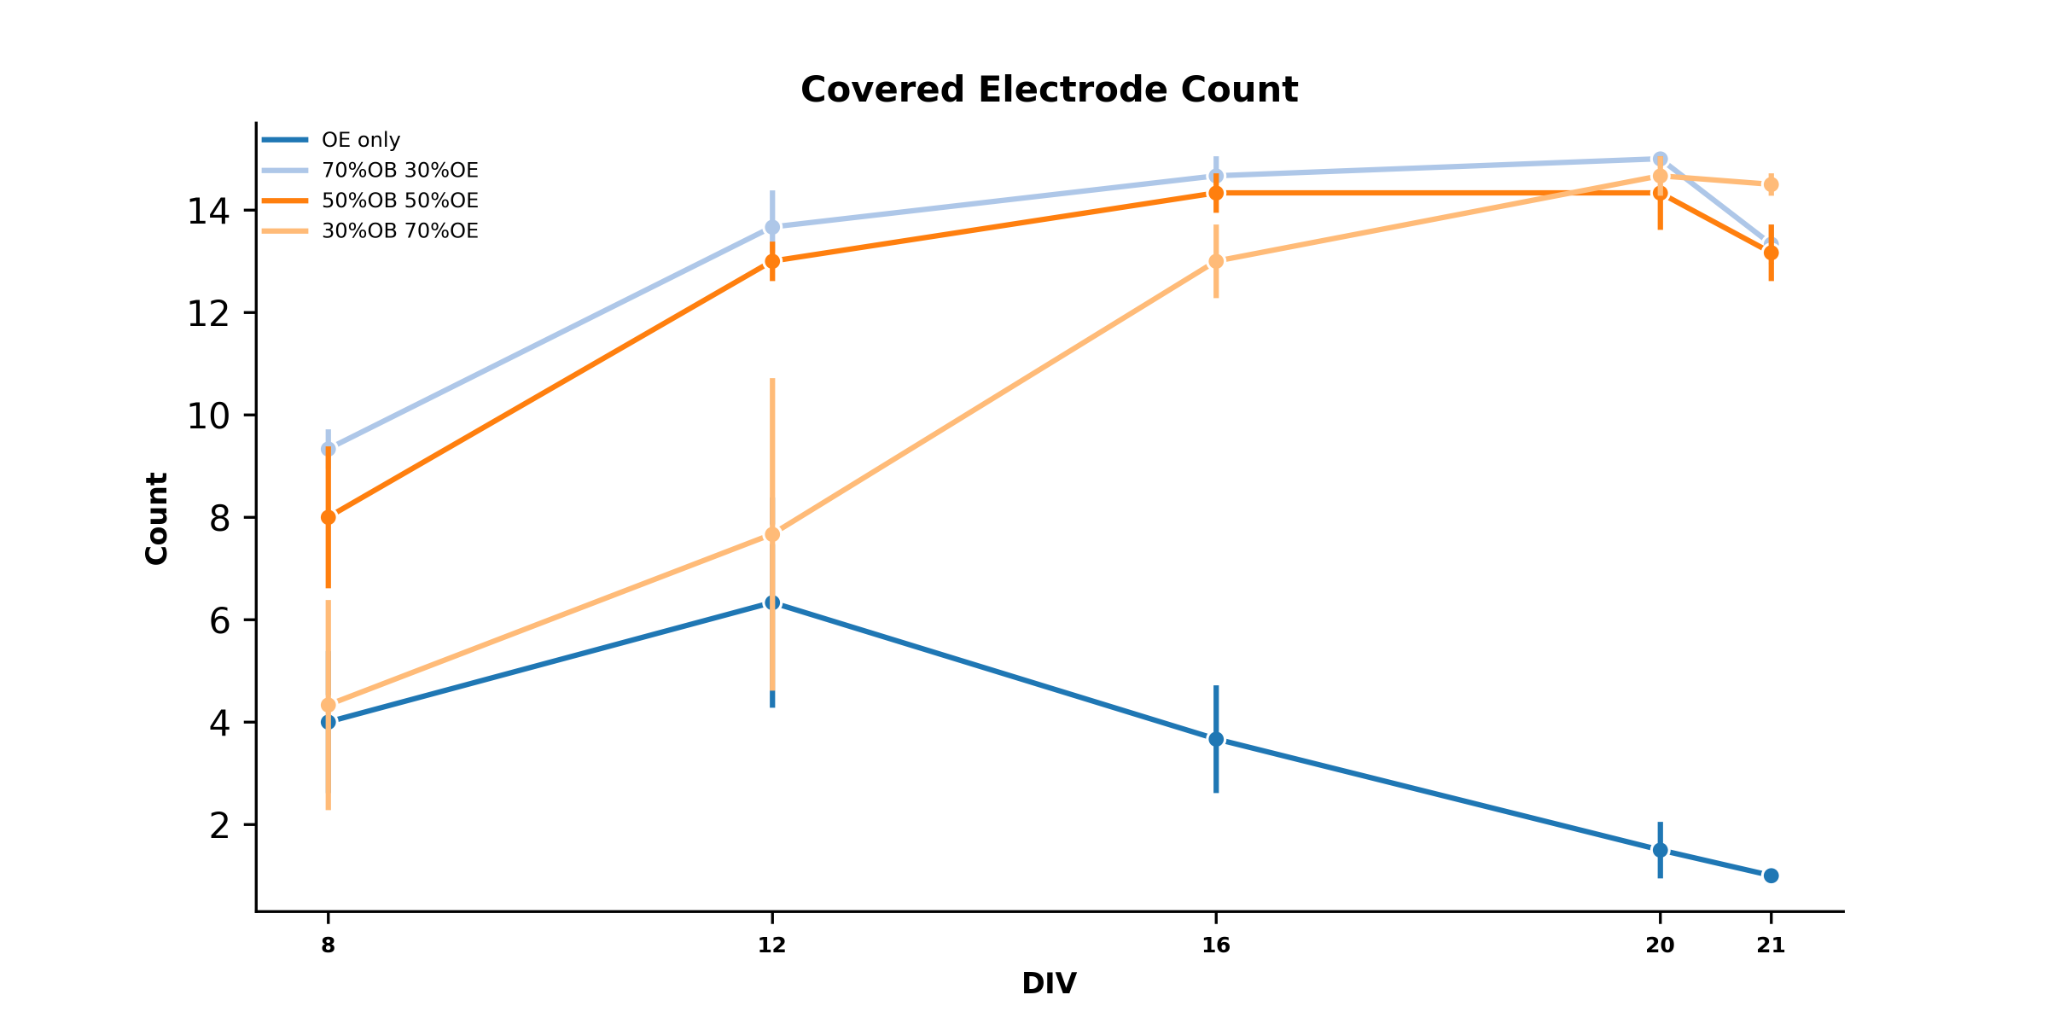 Covered Electrode Count
OE only
70%OB 30%OE
50%OB 50%OE
30%OB 70%OE
14
12
10
8
6
4
2
Count
8 12 16 20 21
DIV